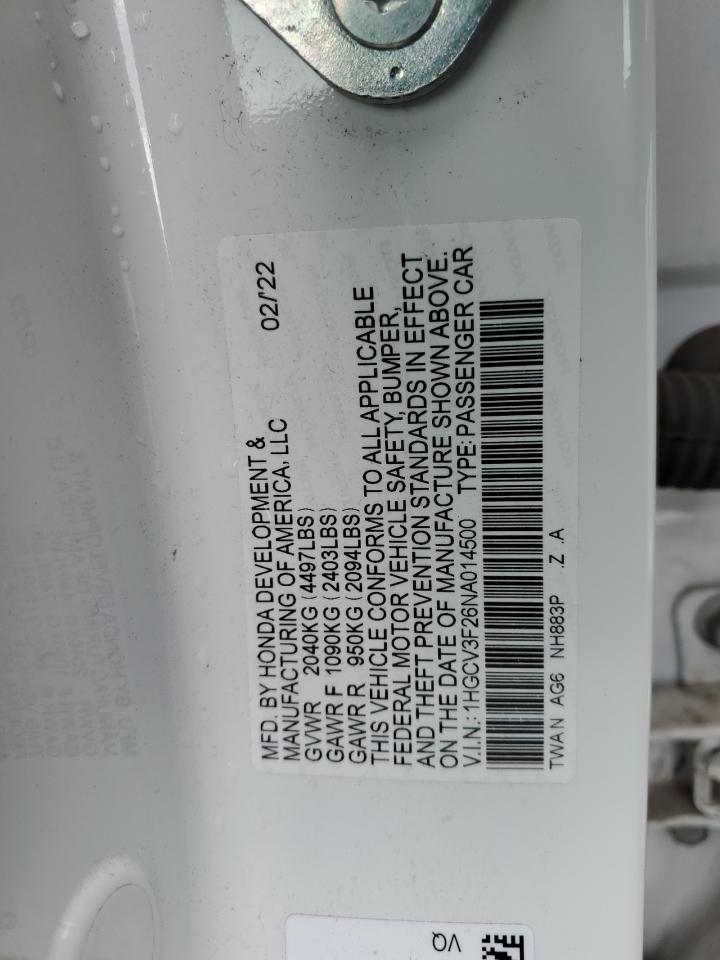 MFD. BY HONDA DEVELOPMENT & 02/'22
MANUFACTURING OF AMERICA, LLC
GVWR 2040KG (4497LBS)
GAWR F 1090KG (2403LBS)
GAWR R 950KG (2094LBS)
THIS VEHICLE CONFORMS TO ALL APPLICABLE
FEDERAL MOTOR VEHICLE SAFETY, BUMPER,
AND THEFT PREVENTION STANDARDS IN EFFECT
ON THE DATE OF MANUFACTURE SHOWN ABOVE.
V.I.N.: 1HGCV3F26NA014500 TYPE: PASSENGER CAR
TWAN AG6 NH883P .Z .A
VQ